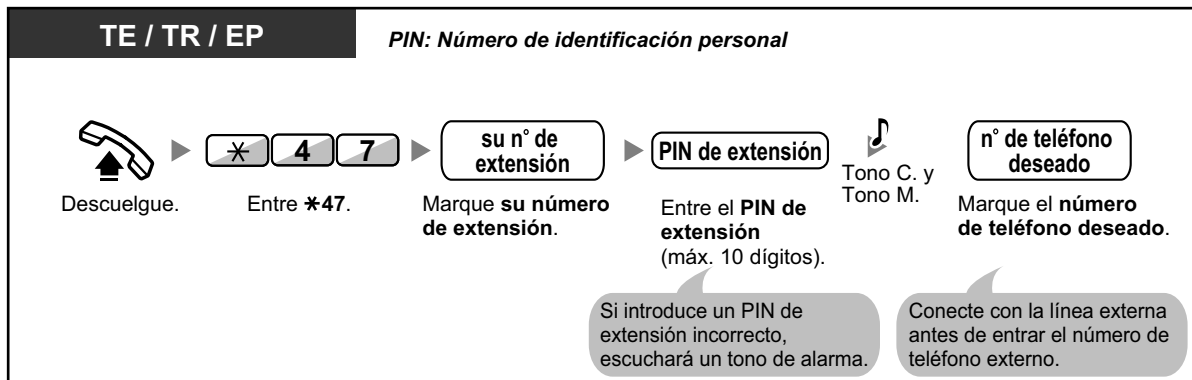 TE / TR / EP
PIN: Número de identificación personal
✱ 4 7
su n° de
extensión
PIN de extensión
n° de teléfono
deseado
Tono C. y
Tono M.
Descuelgue.
Entre ✱47.
Marque su número
de extensión.
Entre el PIN de
extensión
(máx. 10 dígitos).
Marque el número
de teléfono deseado.
Si introduce un PIN de
extensión incorrecto,
escuchará un tono de alarma.
Conecte con la línea externa
antes de entrar el número de
teléfono externo.